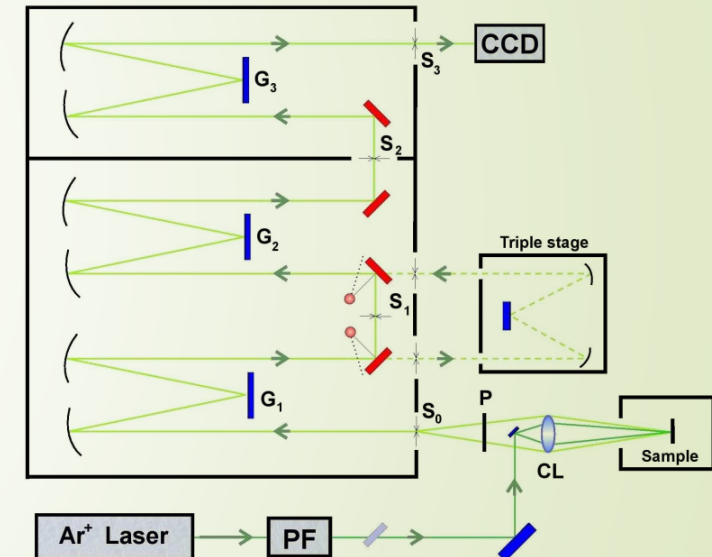 CCD
S3
G3
S2
G2
Triple stage
S1
G1
S0
P
CL
Sample
Ar+ Laser
PF